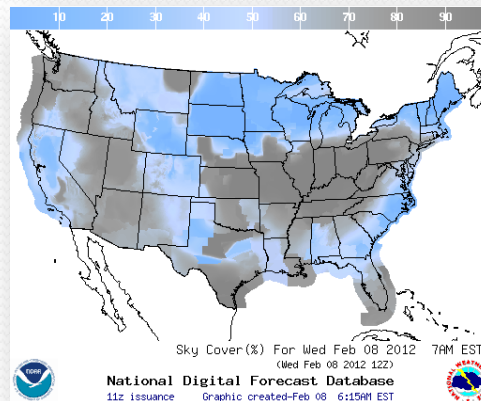 10 20 30 40 50 60 70 80 90
Sky Cover(%) For Wed Feb 08 2012 7AM EST
(Wed Feb 08 2012 12Z)
National Digital Forecast Database
11z issuance Graphic created-Feb 08 6:15AM EST
NOAA